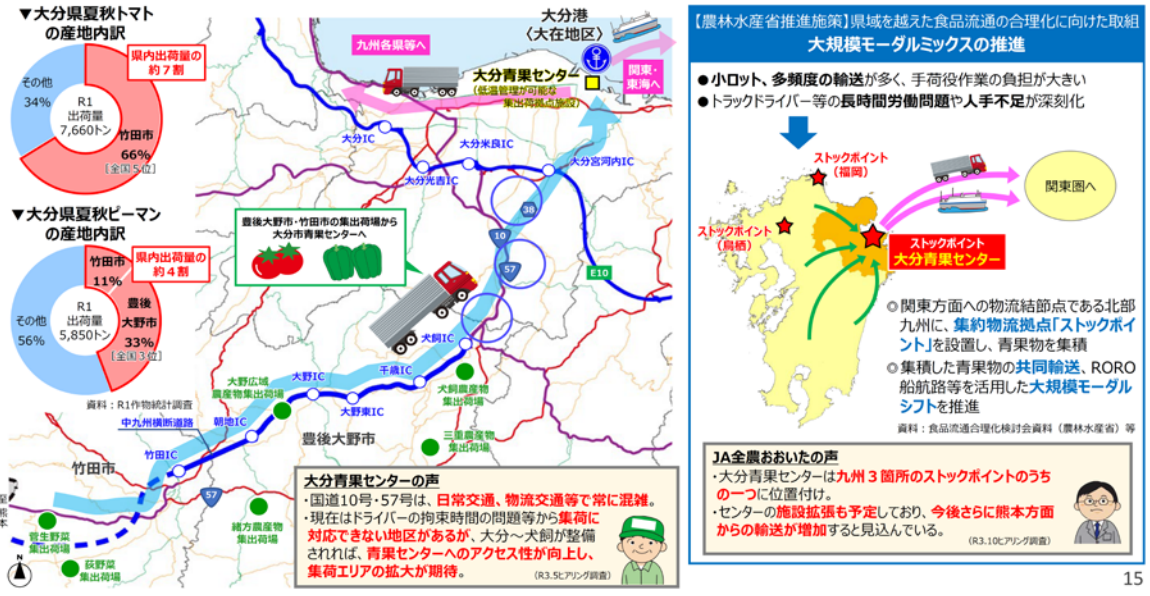 ▼大分県夏秋トマト
の産地内訳
県内出荷量の
約７割
その他
34%
R1
出荷量
7,660トン
竹田市
66%
[全国５位]
▼大分県夏秋ピーマン
の産地内訳
県内出荷量の
約４割
竹田市
11%
R1
出荷量
5,850トン
豊後
大野市
33%
[全国３位]
その他
56%
資料：R1作物統計調査
九州各県等へ
大分港
〈大在地区〉
大分青果センター
(低温管理が可能な
集出荷拠点施設)
関東・
東海へ
大分IC
大分米良IC
大分光吉IC
大分宮河内IC
豊後大野市・竹田市の集出荷場から
大分市青果センターへ
38
10
57
E10
犬飼IC
千歳IC
大野IC
大野東IC
大野広域
農産物集出荷場
犬飼農産物
集出荷場
中九州横断道路
朝地IC
豊後大野市
三重農産物
集出荷場
竹田IC
竹田市
57
至
熊本
菅生野菜
集出荷場
荻野菜
集出荷場
緒方農産物
集出荷場
N
大分青果センターの声
・国道10号・57号は、日常交通、物流交通等で常に混雑。
・現在はドライバーの拘束時間の問題等から集荷に
対応できない地区があるが、大分～犬飼が整備
されれば、青果センターへのアクセス性が向上し、
集荷エリアの拡大が期待。
(R3.5ヒアリング調査)
【農林水産省推進施策】県域を越えた食品流通の合理化に向けた取組
大規模モーダルミックスの推進
●小ロット、多頻度の輸送が多く、手荷役作業の負担が大きい
●トラックドライバー等の長時間労働問題や人手不足が深刻化
ストックポイント
（福岡）
ストックポイント
（鳥栖）
関東圏へ
ストックポイント
大分青果センター
◎関東方面への物流結節点である北部
九州に、集約物流拠点「ストックポイ
ント」を設置し、青果物を集積
◎集積した青果物の共同輸送、RORO
船航路等を活用した大規模モーダル
シフトを推進
資料：食品流通合理化検討会資料（農林水産省）等
JA全農おおいたの声
・大分青果センターは九州３箇所のストックポイントのうち
の一つに位置付け。
・センターの施設拡張も予定しており、今後さらに熊本方面
からの輸送が増加すると見込んでいる。
(R3.10ヒアリング調査)
15